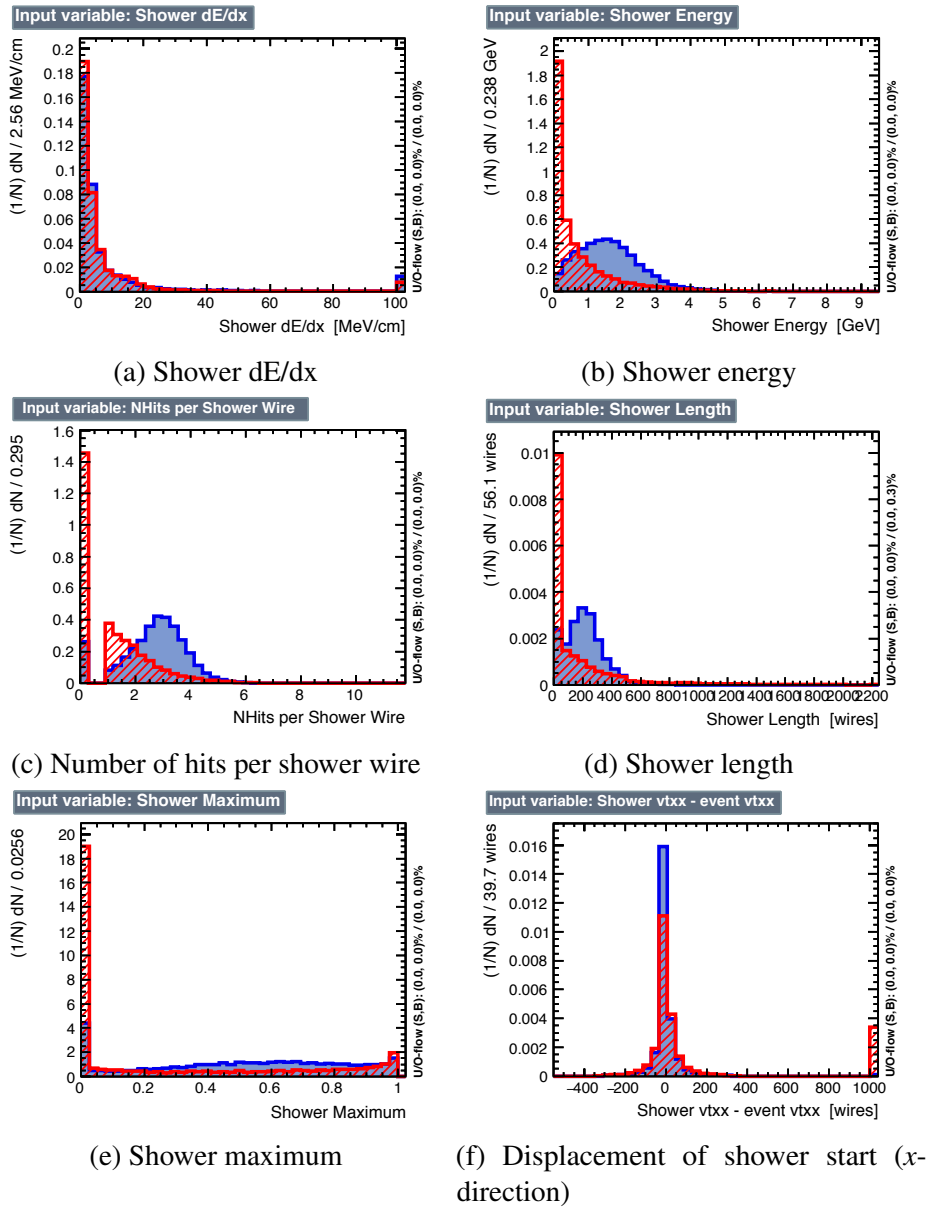 Input variable: Shower dE/dx
(1/N) dN / 2.56 MeV/cm
0.2
0.18
0.16
0.14
0.12
0.1
0.08
0.06
0.04
0.02
0
0 20 40 60 80 100
Shower dE/dx [MeV/cm]
U/O-flow (S,B): (0.0, 0.0)% / (0.0, 0.0)%
(a) Shower dE/dx
Input variable: Shower Energy
(1/N) dN / 0.238 GeV
2
1.8
1.6
1.4
1.2
1
0.8
0.6
0.4
0.2
0
0 1 2 3 4 5 6 7 8 9
Shower Energy [GeV]
U/O-flow (S,B): (0.0, 0.0)% / (0.0, 0.0)%
(b) Shower energy
Input variable: NHits per Shower Wire
(1/N) dN / 0.295
1.6
1.4
1.2
1
0.8
0.6
0.4
0.2
0
0 2 4 6 8 10
NHits per Shower Wire
U/O-flow (S,B): (0.0, 0.0)% / (0.0, 0.0)%
(c) Number of hits per shower wire
Input variable: Shower Length
(1/N) dN / 56.1 wires
0.01
0.008
0.006
0.004
0.002
0
0 200 400 600 800 1000 1200 1400 1600 1800 2000 2200
Shower Length [wires]
U/O-flow (S,B): (0.0, 0.0)% / (0.0, 0.3)%
(d) Shower length
Input variable: Shower Maximum
(1/N) dN / 0.0256
20
18
16
14
12
10
8
6
4
2
0
0 0.2 0.4 0.6 0.8 1
Shower Maximum
U/O-flow (S,B): (0.0, 0.0)% / (0.0, 0.0)%
(e) Shower maximum
Input variable: Shower vtxx - event vtxx
(1/N) dN / 39.7 wires
0.016
0.014
0.012
0.01
0.008
0.006
0.004
0.002
0
−400 −200 0 200 400 600 800 1000
Shower vtxx - event vtxx [wires]
U/O-flow (S,B): (0.0, 0.0)% / (0.0, 0.0)%
(f) Displacement of shower start (x-
direction)